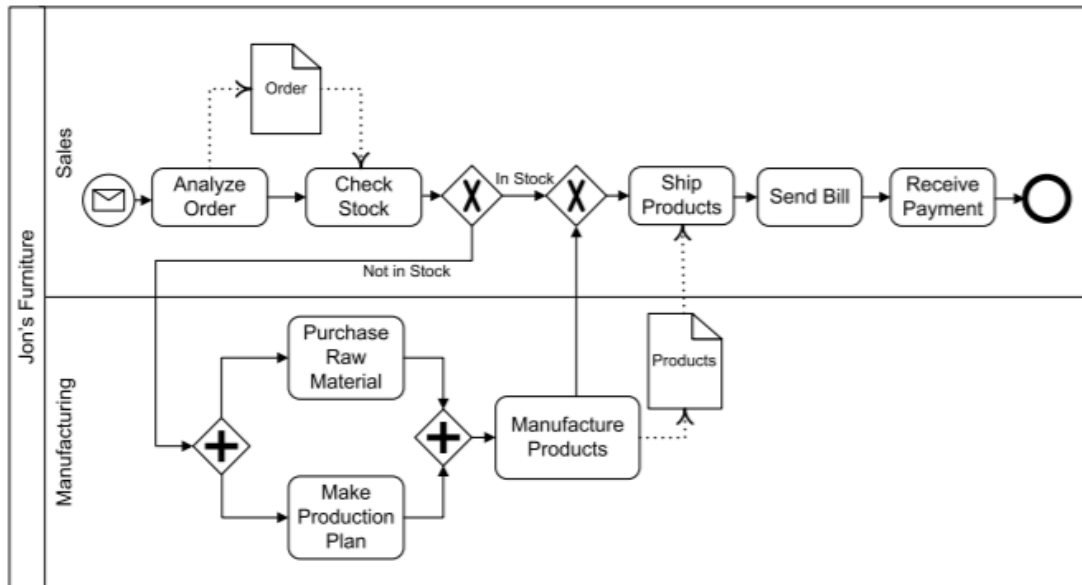 Jon's Furniture
Sales
Order
Analyze
Order
Check
Stock
In Stock
Ship
Products
Send Bill
Receive
Payment
Not in Stock
Manufacturing
Purchase
Raw
Material
Products
Manufacture
Products
Make
Production
Plan